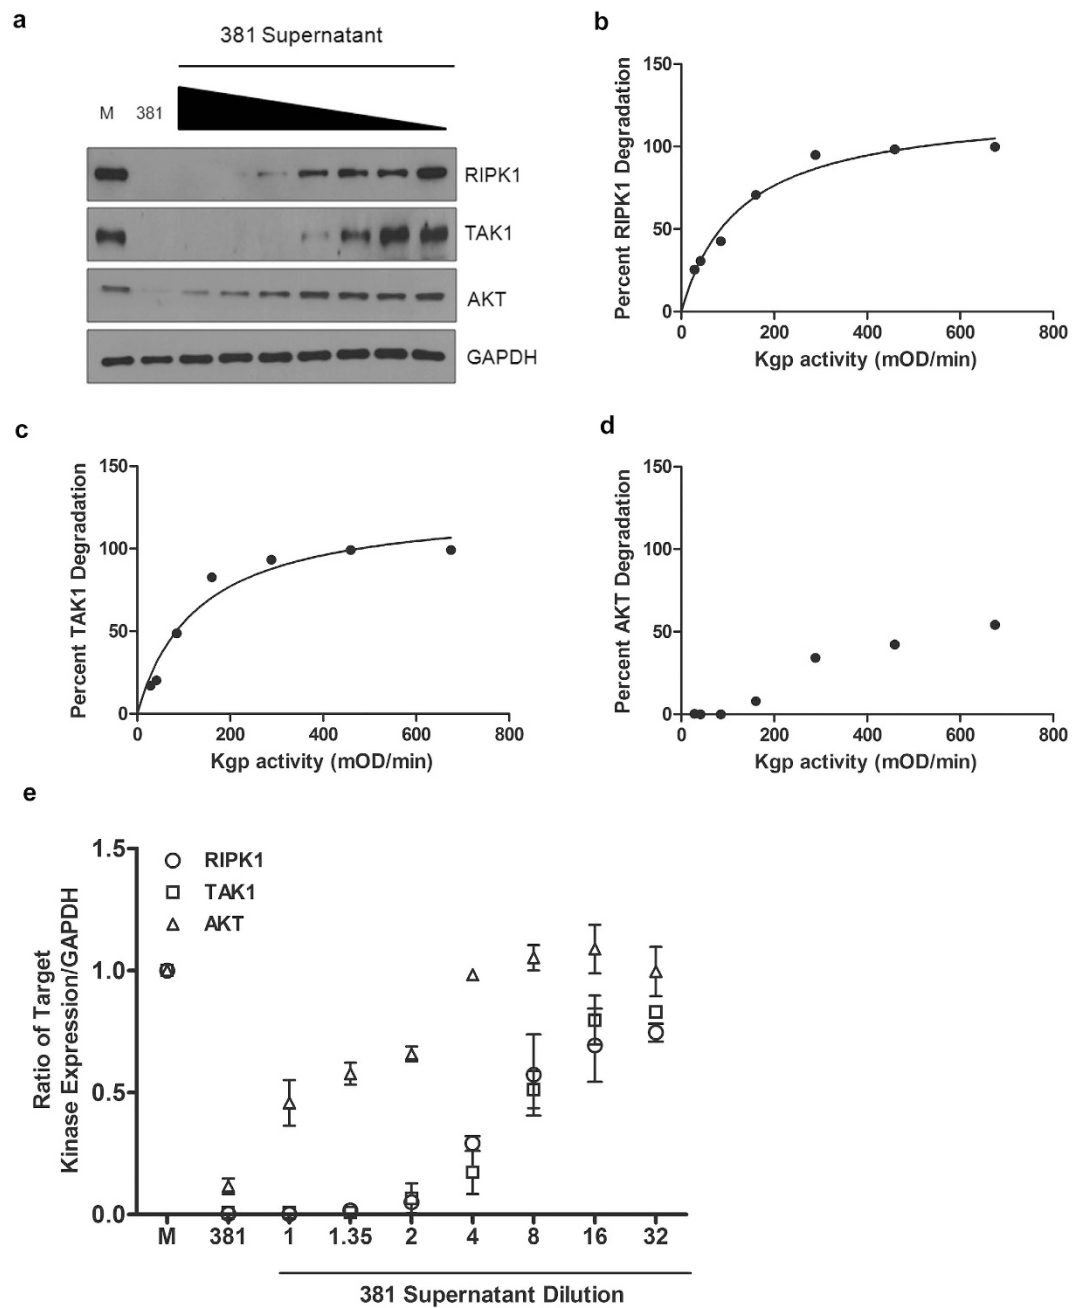 a
381 Supernatant
M 381
RIPK1
TAK1
AKT
GAPDH
b
Percent RIPK1 Degradation
150
100
50
0
0 200 400 600 800
Kgp activity (mOD/min)
c
Percent TAK1 Degradation
150
100
50
0
0 200 400 600 800
Kgp activity (mOD/min)
d
Percent AKT Degradation
150
100
50
0
0 200 400 600 800
Kgp activity (mOD/min)
e
Ratio of Target
Kinase Expression/GAPDH
1.5
1.0
0.5
0.0
RIPK1
TAK1
AKT
M 381 1 1.35 2 4 8 16 32
381 Supernatant Dilution